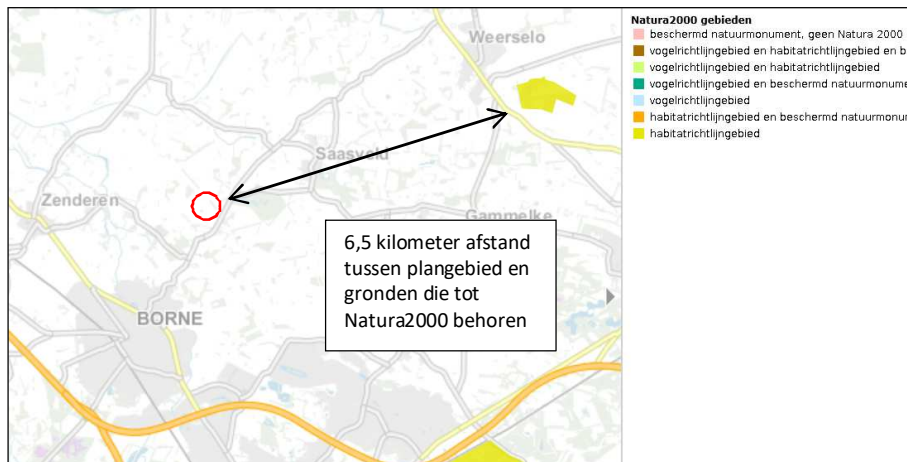 Weerselo
Saasveld
Zenderen
Gammelke
BORNE
6,5 kilometer afstand
tussen plangebied en
gronden die tot
Natura2000 behoren
Natura2000 gebieden
beschermd natuurmonument, geen Natura 2000
vogelrichtlijngebied en habitatrichtlijngebied en b
vogelrichtlijngebied en habitatrichtlijngebied
vogelrichtlijngebied en beschermd natuurmonume
vogelrichtlijngebied
habitatrichtlijngebied en beschermd natuurmonu
habitatrichtlijngebied